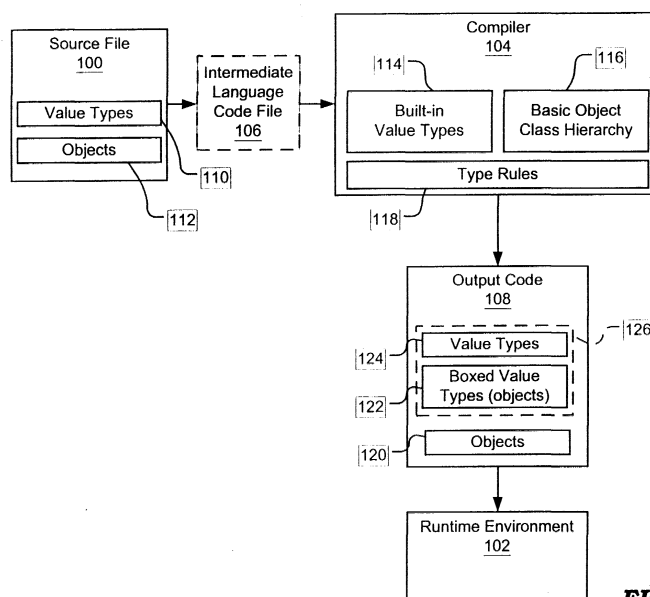 Source File
100
Value Types
Objects
110
112
Intermediate
Language
Code File
106
Compiler
104
114
116
Built-in
Value Types
Basic Object
Class Hierarchy
Type Rules
118
Output Code
108
126
124
Value Types
122
Boxed Value
Types (objects)
120
Objects
Runtime Environment
102